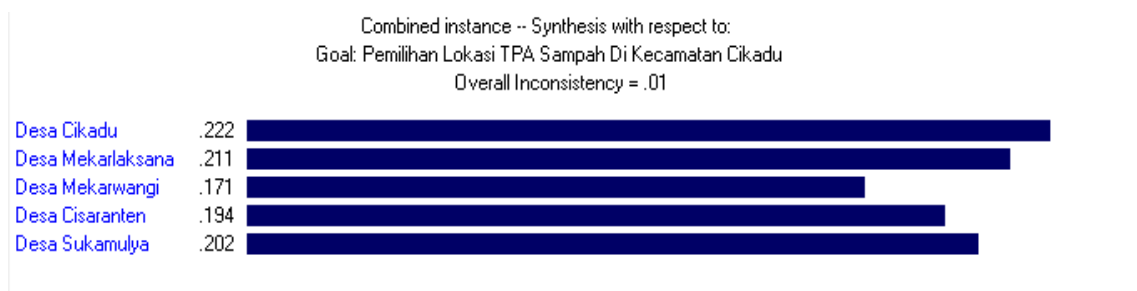 Combined instance -- Synthesis with respect to:
Goal: Pemilihan Lokasi TPA Sampah Di Kecamatan Cikadu
Overall Inconsistency = .01
Desa Cikadu .222
Desa Mekarlaksana .211
Desa Mekarwangi .171
Desa Cisaranten .194
Desa Sukamulya .202